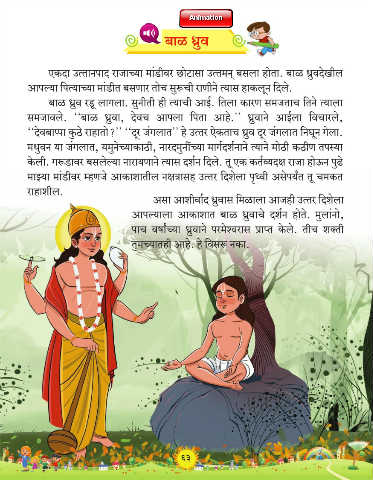 Animation
बाळ ध्रुव
एकदा उत्तानपाद राजाच्या मांडीवर छोटासा उत्तमन् बसला होता. बाळ ध्रुवदेखील
आपल्या पित्याच्या मांडीत बसणार तोच सुरूची राणीने त्यास हाकलून दिले.
बाळ ध्रुव रडू लागला. सुनीती ही त्याची आई. तिला कारण समजताच तिने त्याला
समजावले. ‘‘बाळ ध्रुवा, देवच आपला पिता आहे.’’ ध्रुवाने आईला विचारले,
‘‘देवबाप्पा कुठे राहातो?’’ ‘‘दूर जंगलात’’ हे उत्तर ऐकताच ध्रुव दूर जंगलात निघून गेला.
मधुवन या जंगलात, यमुनेच्याकाठी, नारदमुनींच्या मार्गदर्शनाने त्याने मोठी कठीण तपस्या
केली. गरूडावर बसलेल्या नारायणाने त्यास दर्शन दिले. तू एक कर्तव्यदक्ष राजा होऊन पुढे
माझ्या मांडीवर म्हणजे आकाशातील नक्षत्रासह उत्तर दिशेला पृथ्वी असेपर्यंत तू चमकत
राहाशील.
असा आशीर्वाद ध्रुवास मिळाला आजही उत्तर दिशेला
आपल्याला आकाशात बाळ ध्रुवाचे दर्शन होते. मुलांनो,
पाच वर्षाच्या ध्रुवाने परमेश्वरास प्राप्त केले. तीच शक्ती
तुमच्यातही आहे. हे विसरू नका.
६३